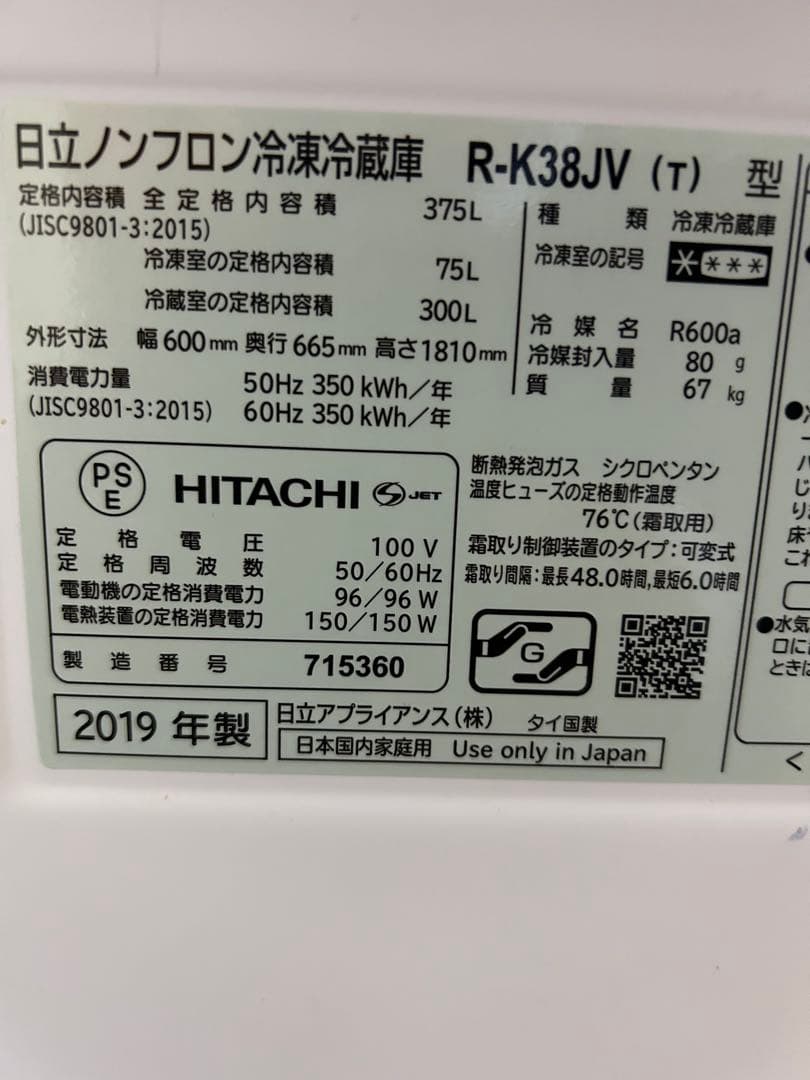 日立ノンフロン冷凍冷蔵庫 R-K38JV (T) 型
定格内容積 全定格内容積 375L
(JISC9801-3:2015)
冷凍室の定格内容積 75L
冷蔵室の定格内容積 300L
外形寸法 幅600mm 奥行665mm 高さ1810mm
消費電力量 50Hz 350 kWh/年
(JISC9801-3:2015) 60Hz 350 kWh/年
種類 冷凍冷蔵庫
冷凍室の記号 ****
冷媒名 R600a
冷媒封入量 80 g
質量 67 kg
PSE
HITACHI S JET
定格電圧 100 V
定格周波数 50/60Hz
電動機の定格消費電力 96/96 W
電熱装置の定格消費電力 150/150 W
製造番号 715360
断熱発泡ガス シクロペンタン
温度ヒューズの定格動作温度
76℃(霜取用)
霜取り制御装置のタイプ:可変式
霜取り間隔:最長48.0時間,最短6.0時間
G
2019 年製
日立アプライアンス(株) タイ国製
日本国内家庭用 Use only in Japan
●水気
口に
ときは